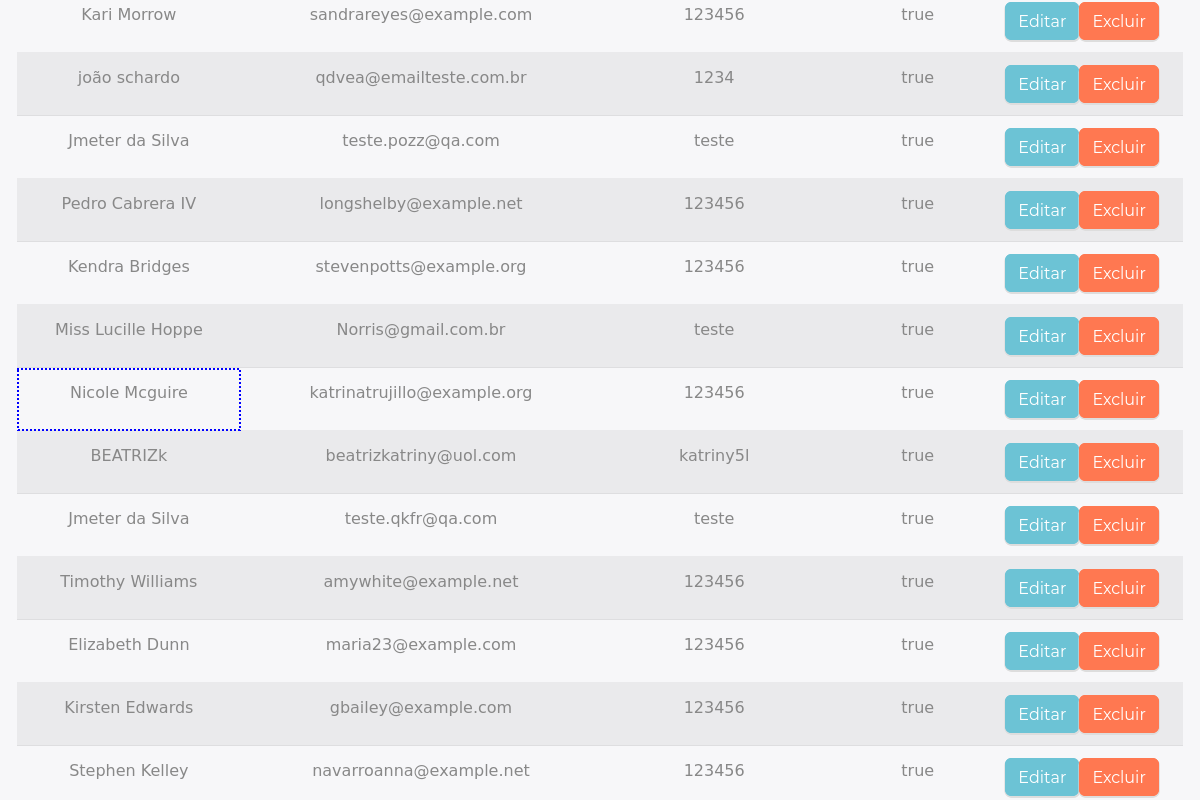 Kari Morrow sandrareyes@example.com 123456 true Editar Excluir
joão schardo qdvea@emailteste.com.br 1234 true Editar Excluir
Jmeter da Silva teste.pozz@qa.com teste true Editar Excluir
Pedro Cabrera IV longshelby@example.net 123456 true Editar Excluir
Kendra Bridges stevenpotts@example.org 123456 true Editar Excluir
Miss Lucille Hoppe Norris@gmail.com.br teste true Editar Excluir
Nicole Mcguire katrinatrujillo@example.org 123456 true Editar Excluir
BEATRIZk beatrizkatriny@uol.com katriny5l true Editar Excluir
Jmeter da Silva teste.qkfr@qa.com teste true Editar Excluir
Timothy Williams amywhite@example.net 123456 true Editar Excluir
Elizabeth Dunn maria23@example.com 123456 true Editar Excluir
Kirsten Edwards gbailey@example.com 123456 true Editar Excluir
Stephen Kelley navarroanna@example.net 123456 true Editar Excluir